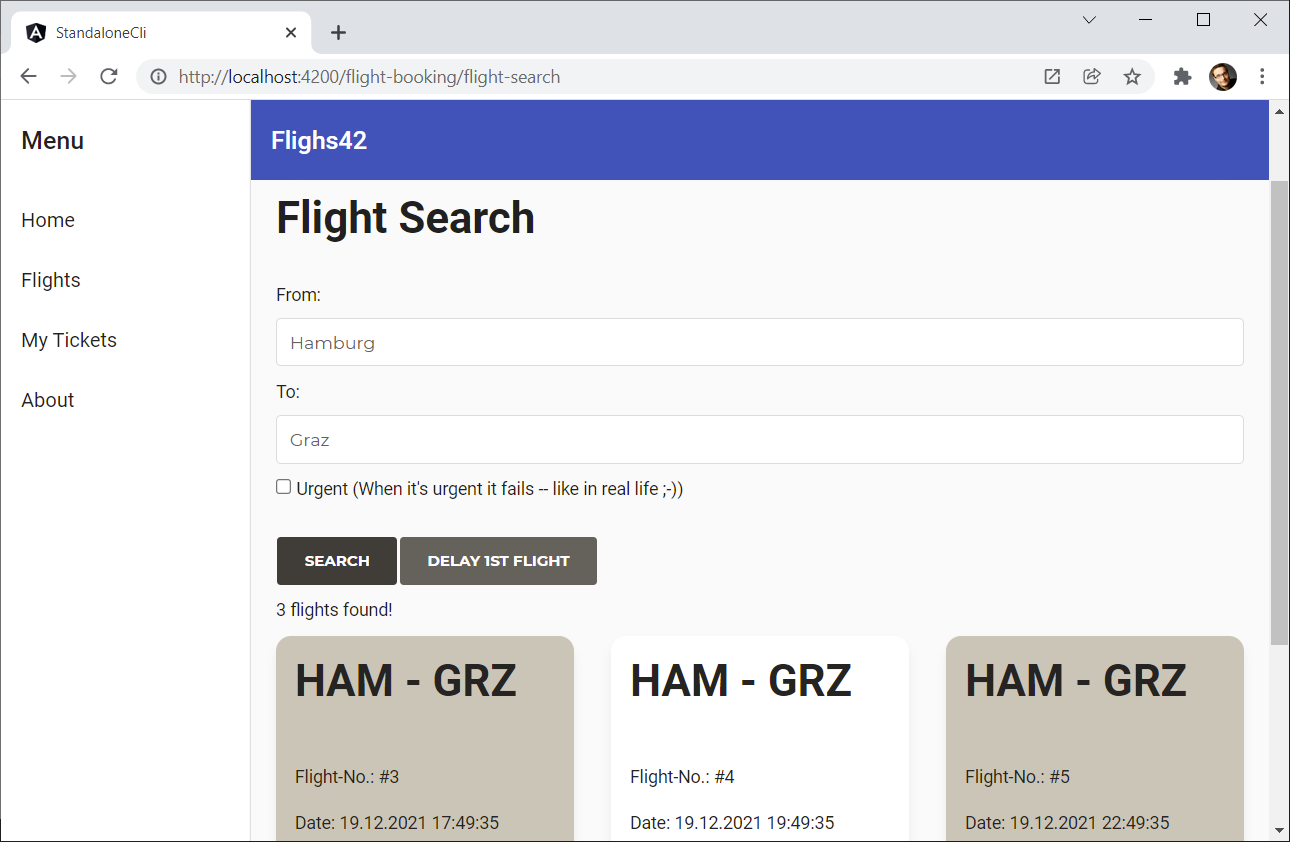 StandaloneCli
http://localhost:4200/flight-booking/flight-search
Menu
Home
Flights
My Tickets
About
Flighs42
Flight Search
From:
Hamburg
To:
Graz
Urgent (When it's urgent it fails -- like in real life ;-))
SEARCH DELAY 1ST FLIGHT
3 flights found!
HAM - GRZ
Flight-No.: #3
Date: 19.12.2021 17:49:35
HAM - GRZ
Flight-No.: #4
Date: 19.12.2021 19:49:35
HAM - GRZ
Flight-No.: #5
Date: 19.12.2021 22:49:35